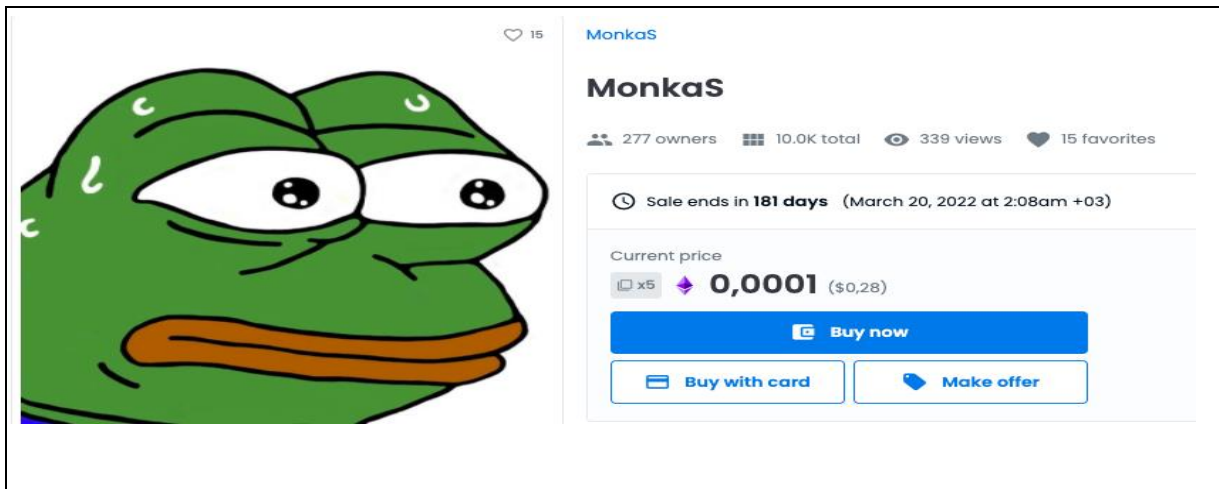 15
MonkaS
MonkaS
277 owners 10.0K total 339 views 15 favorites
Sale ends in 181 days (March 20, 2022 at 2:08am +03)
Current price
x5 0,0001 ($0,28)
Buy now
Buy with card Make offer